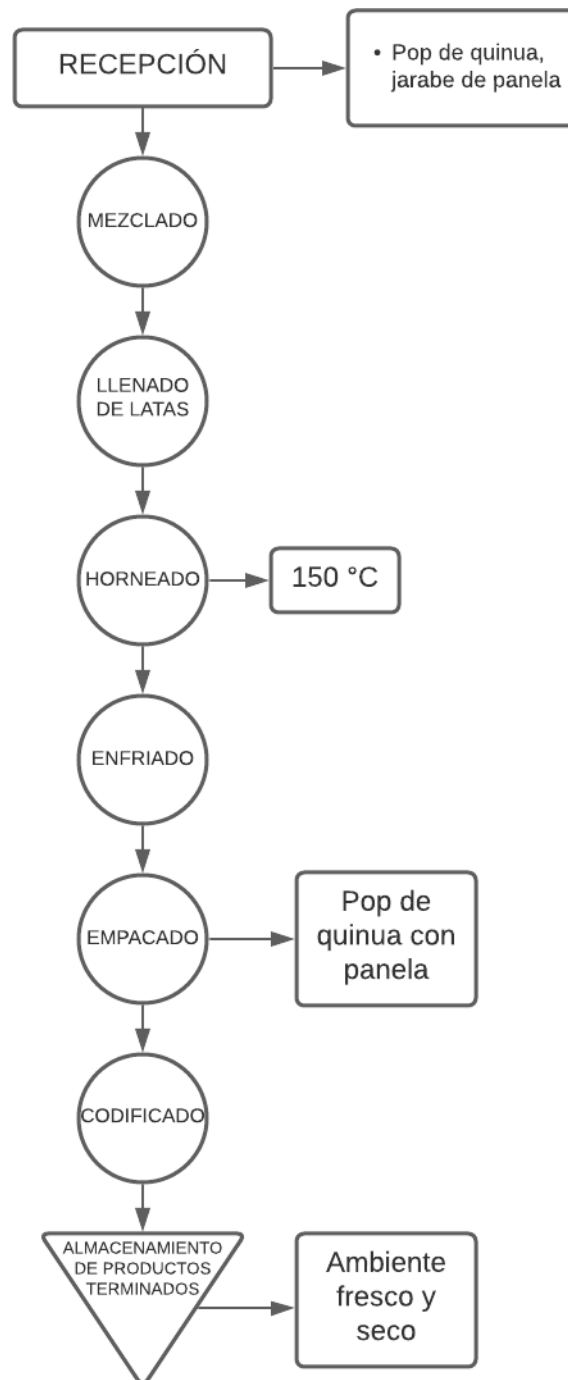 RECEPCIÓN
• Pop de quinua,
jarabe de panela
MEZCLADO
LLENADO
DE LATAS
HORNEADO
150 °C
ENFRIADO
EMPACADO
Pop de
quinua con
panela
CODIFICADO
ALMACENAMIENTO
DE PRODUCTOS
TERMINADOS
Ambiente
fresco y
seco